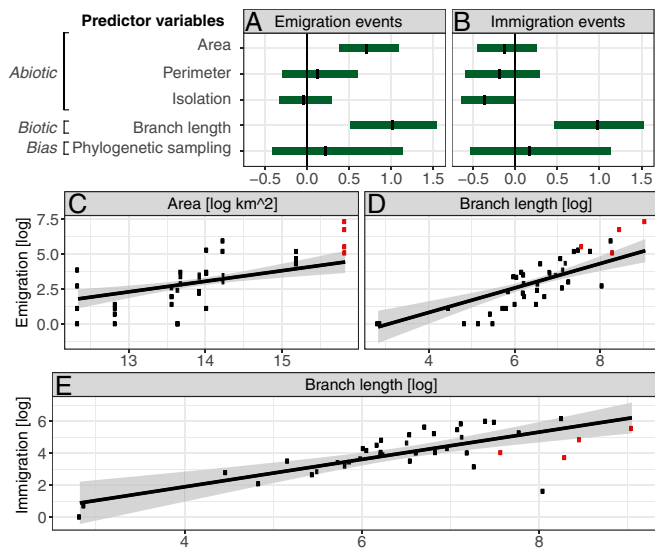 Predictor variables
A Emigration events
B Immigration events
Abiotic
Area
Perimeter
Isolation
Biotic [ Branch length
Bias [ Phylogenetic sampling
−0.5 0.0 0.5 1.0 1.5
−0.5 0.0 0.5 1.0 1.5
C Area [log km^2]
Emigration [log]
7.5
5.0
2.5
0.0
13 14 15
D Branch length [log]
4 6 8
E Branch length [log]
Immigration [log]
6
4
2
0
4 6 8